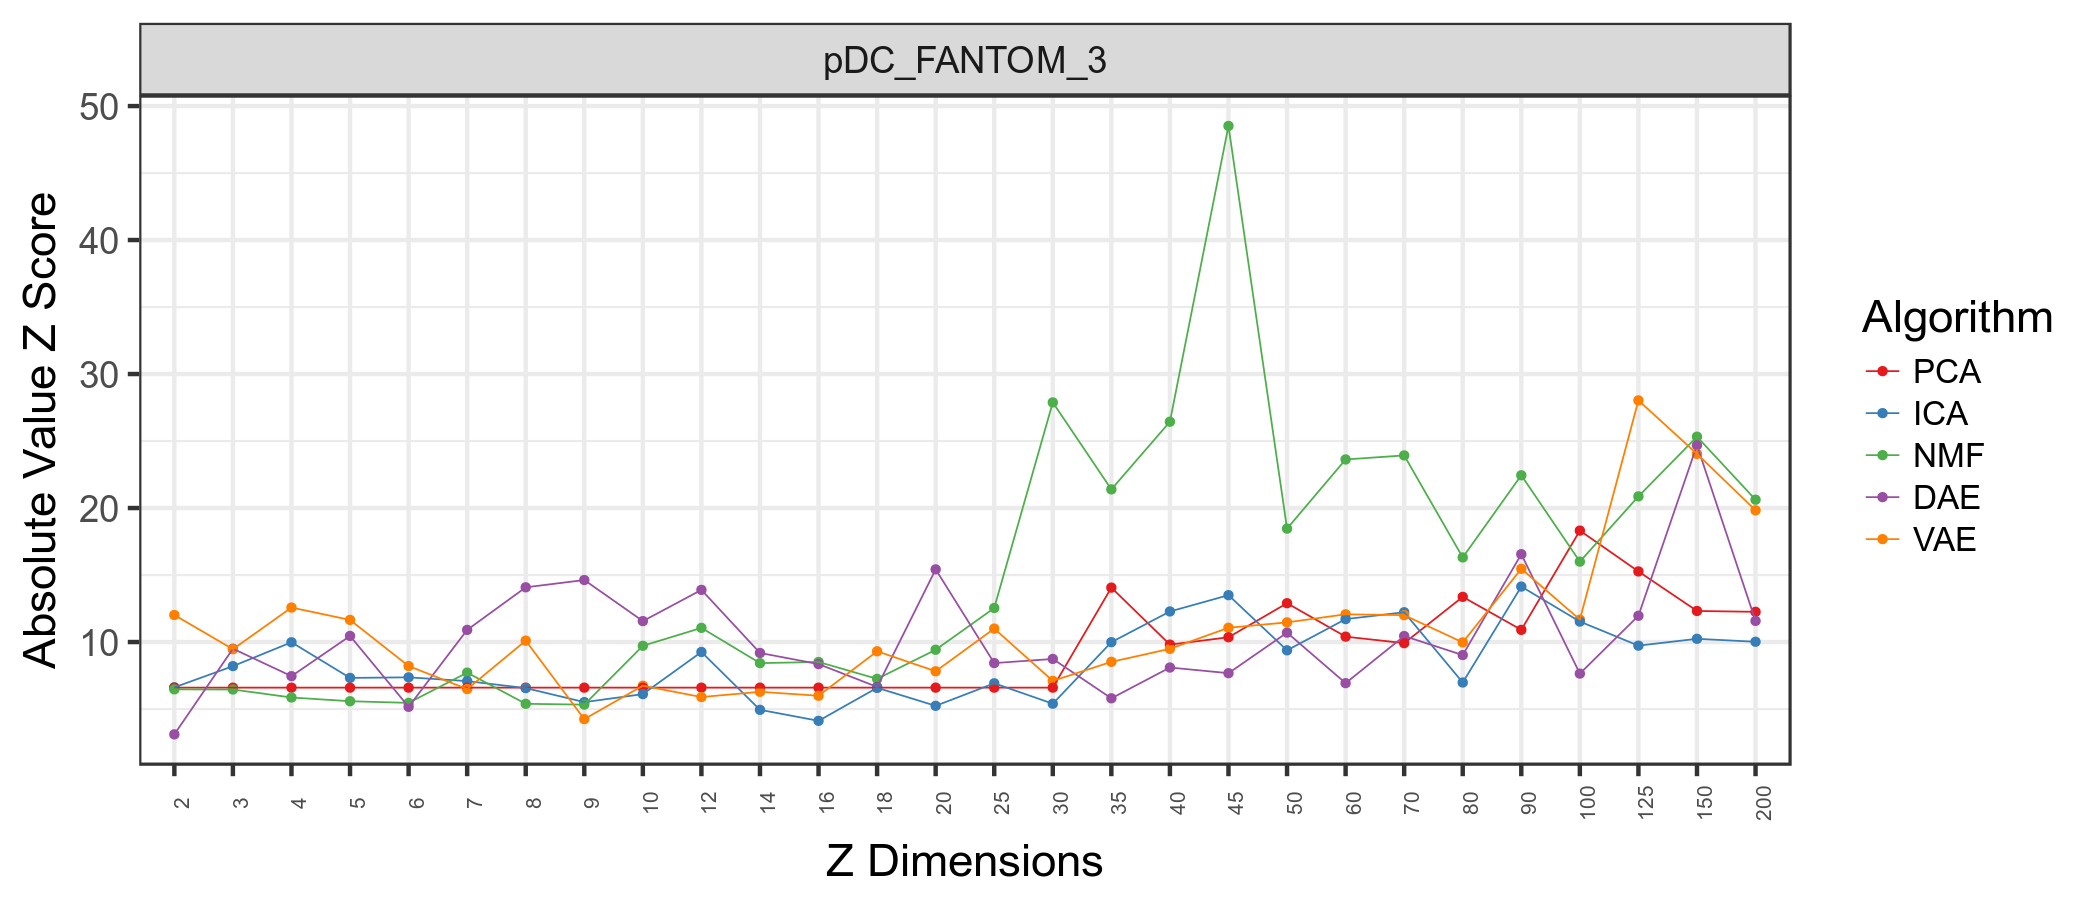 pDC_FANTOM_3
50
40
30
20
10
Absolute Value Z Score
2 3 4 5 6 7 8 9 10 12 14 16 18 20 25 30 35 40 45 50 60 70 80 90 100 125 150 200
Z Dimensions
Algorithm
PCA
ICA
NMF
DAE
VAE